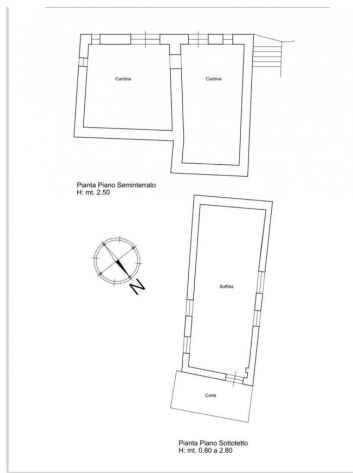 Cantina
Cantina
Pianta Piano Seminterrato
H: mt. 2.50
N
Soffitta
Corte
Pianta Piano Sottotetto
H: mt. 0.80 a 2.80